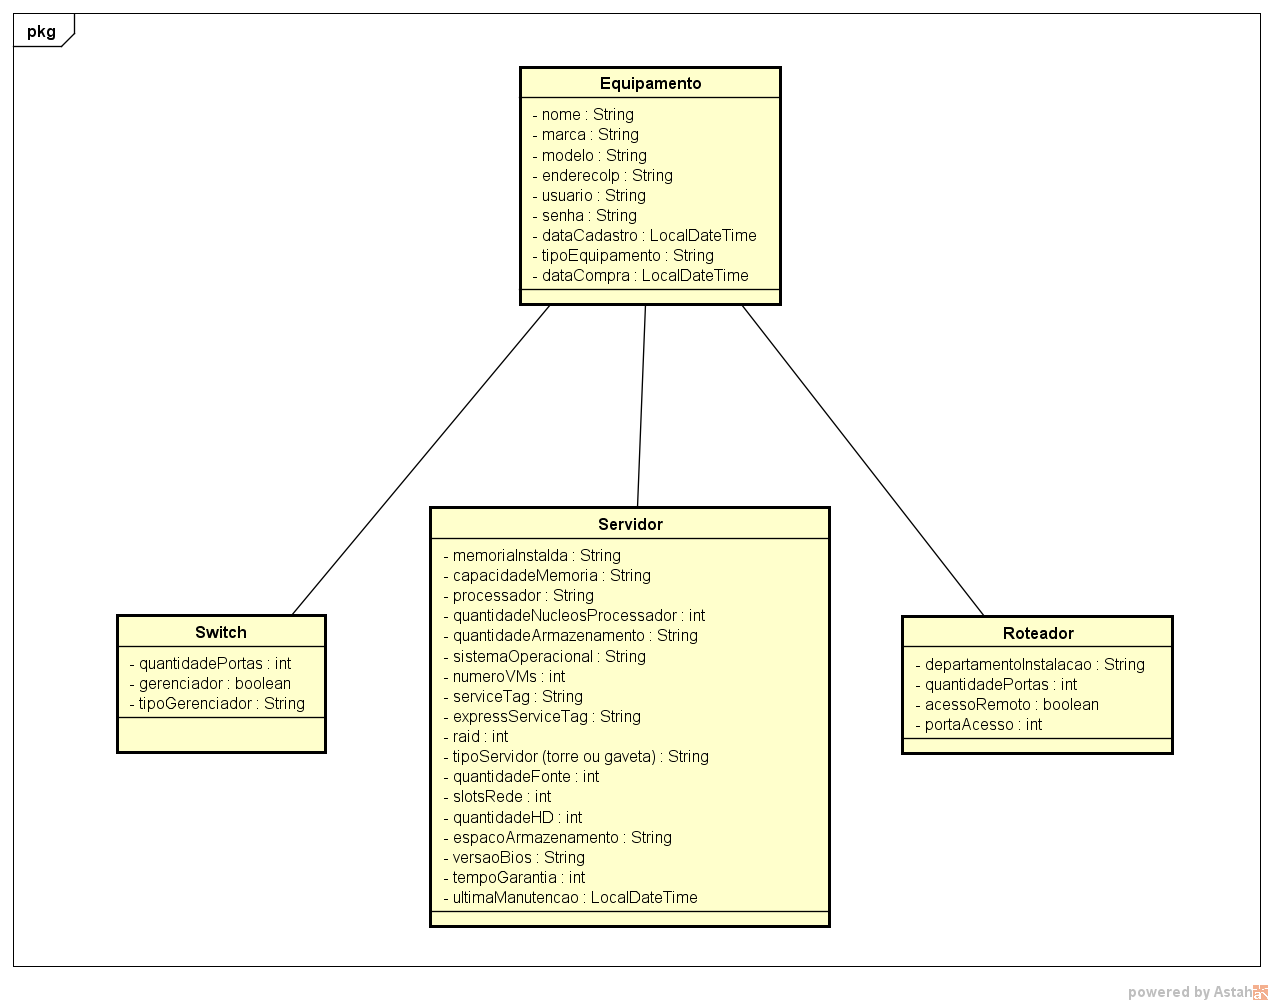 pkg
Equipamento
- nome : String
- marca : String
- modelo : String
- enderecoIp : String
- usuario : String
- senha : String
- dataCadastro : LocalDateTime
- tipoEquipamento : String
- dataCompra : LocalDateTime
Servidor
- memoriaInstalda : String
- capacidadeMemoria : String
- processador : String
- quantidadeNucleosProcessador : int
- quantidadeArmazenamento : String
- sistemaOperacional : String
- numeroVMs : int
- serviceTag : String
- expressServiceTag : String
- raid : int
- tipoServidor (torre ou gaveta) : String
- quantidadeFonte : int
- slotsRede : int
- quantidadeHD : int
- espacoArmazenamento : String
- versaoBios : String
- tempoGarantia : int
- ultimaManutencao : LocalDateTime
Switch
- quantidadePortas : int
- gerenciador : boolean
- tipoGerenciador : String
Roteador
- departamentoInstalacao : String
- quantidadePortas : int
- acessoRemoto : boolean
- portaAcesso : int
powered by Astah